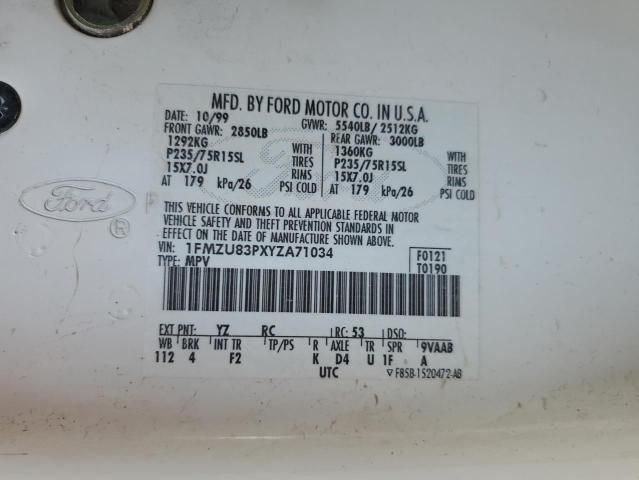 MFD. BY FORD MOTOR CO. IN U.S.A.
DATE: 10/99 GVWR: 5540LB/ 2512KG
FRONT GAWR: 2850LB REAR GAWR: 3000LB
1292KG WITH 1360KG WITH
P235/75R15SL TIRES P235/75R15SL TIRES
15X7.0J RIMS 15X7.0J RIMS
AT 179 kPa/26 PSI COLD AT 179 kPa/26 PSI COLD
THIS VEHICLE CONFORMS TO ALL APPLICABLE FEDERAL MOTOR
VEHICLE SAFETY AND THEFT PREVENTION STANDARDS IN
EFFECT ON THE DATE OF MANUFACTURE SHOWN ABOVE.
VIN: 1FMZU83PXYZA71034 F0121
TYPE: MPV T0190
Ford ®
EXT PNT: YZ RC RC: 53 DSO:
WB BRK INT TR TP/PS R AXLE TR SPR 9VAAB
112 4 F2 K D4 U 1F A
UTC ▽ F85B-1520472-AB